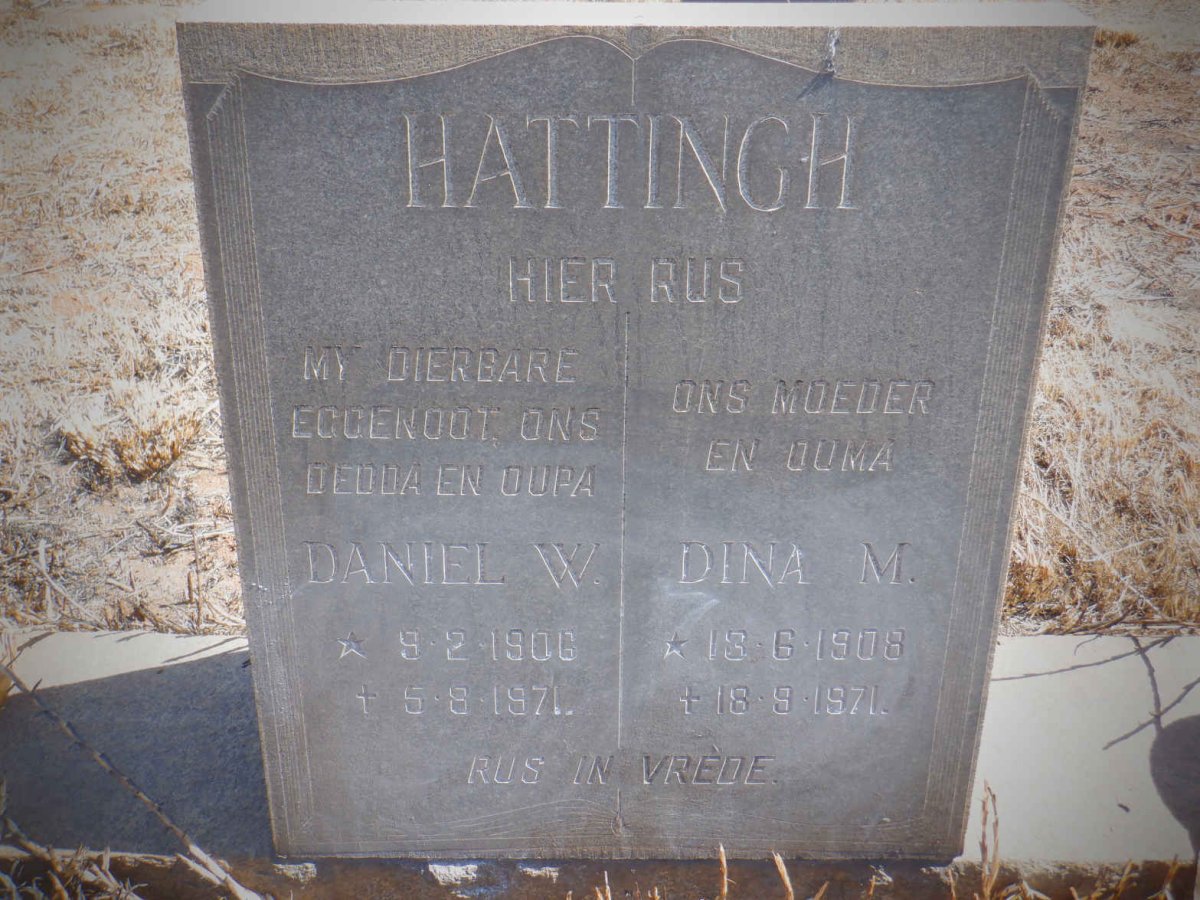 HATTINGH
HIER RUS
MY DIERBARE
EGGENOOT, ONS
DEDDA EN OUPA
DANIEL W.
★ 9·2·1906
✝ 5·8·1971.
ONS MOEDER
EN OUMA
DINA M.
★ 13·6·1908
✝ 18·9·1971.
RUS IN VRÈDE.